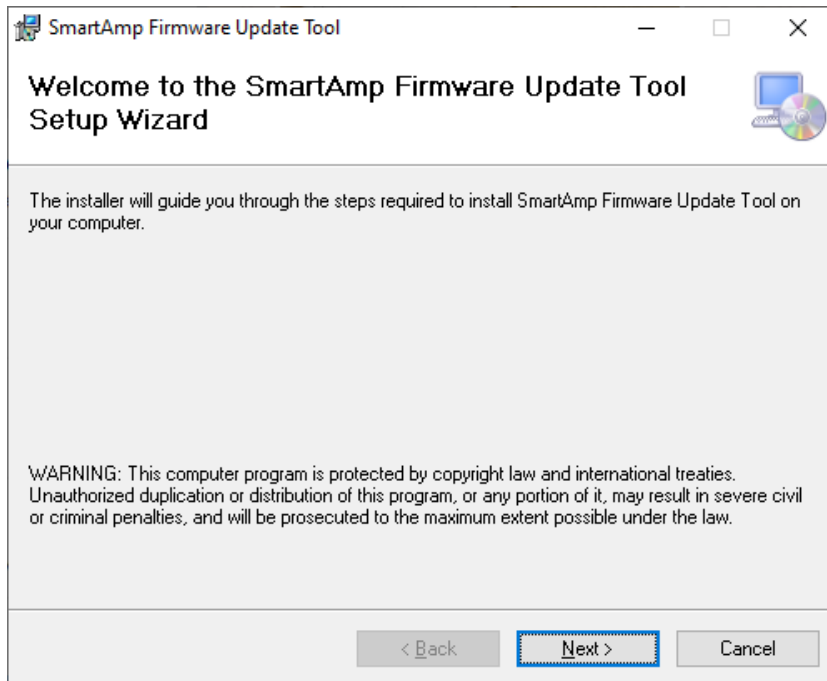 SmartAmp Firmware Update Tool
Welcome to the SmartAmp Firmware Update Tool
Setup Wizard
The installer will guide you through the steps required to install SmartAmp Firmware Update Tool on
your computer.
WARNING: This computer program is protected by copyright law and international treaties.
Unauthorized duplication or distribution of this program, or any portion of it, may result in severe civil
or criminal penalties, and will be prosecuted to the maximum extent possible under the law.
< Back Next > Cancel